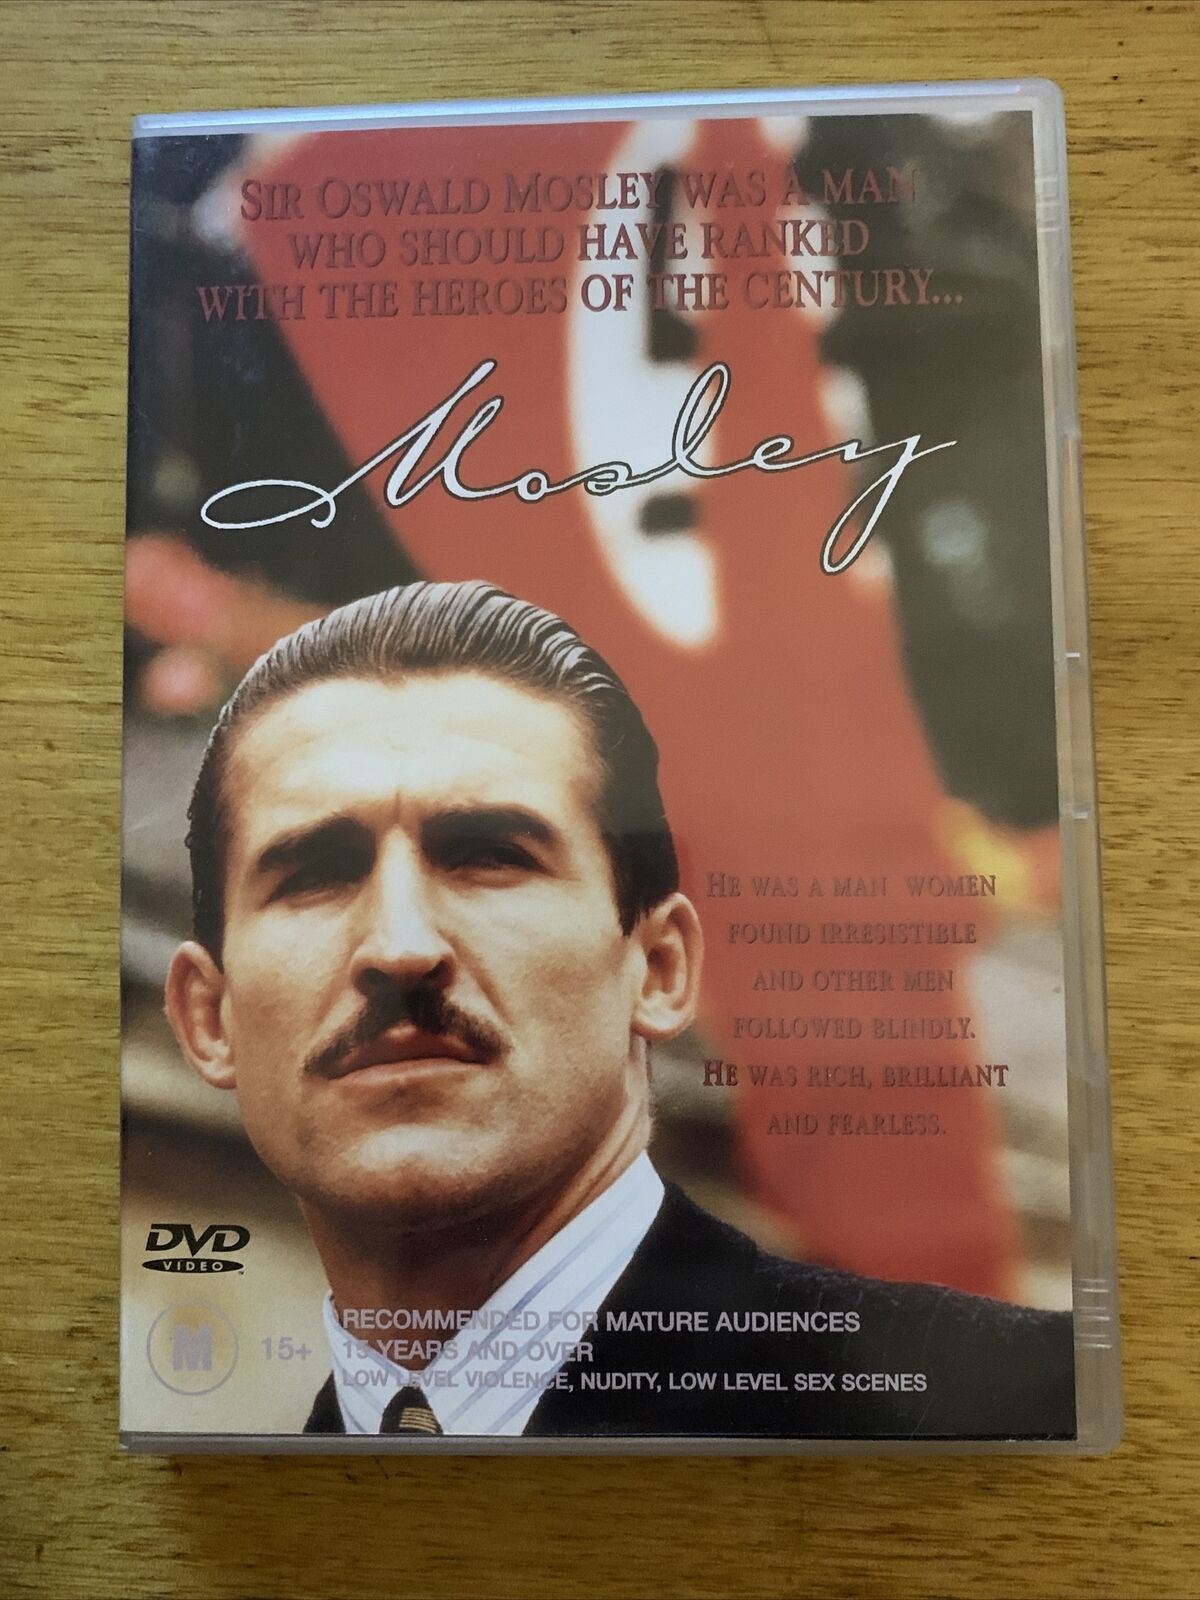 SIR OSWALD MOSLEY WAS A MAN
WHO SHOULD HAVE RANKED
WITH THE HEROES OF THE CENTURY...
Mosley
HE WAS A MAN WOMEN
FOUND IRRESISTIBLE
AND OTHER MEN
FOLLOWED BLINDLY.
HE WAS RICH, BRILLIANT
AND FEARLESS.
DVD
VIDEO
TM
M 15+
RECOMMENDED FOR MATURE AUDIENCES
15 YEARS AND OVER
LOW LEVEL VIOLENCE, NUDITY, LOW LEVEL SEX SCENES